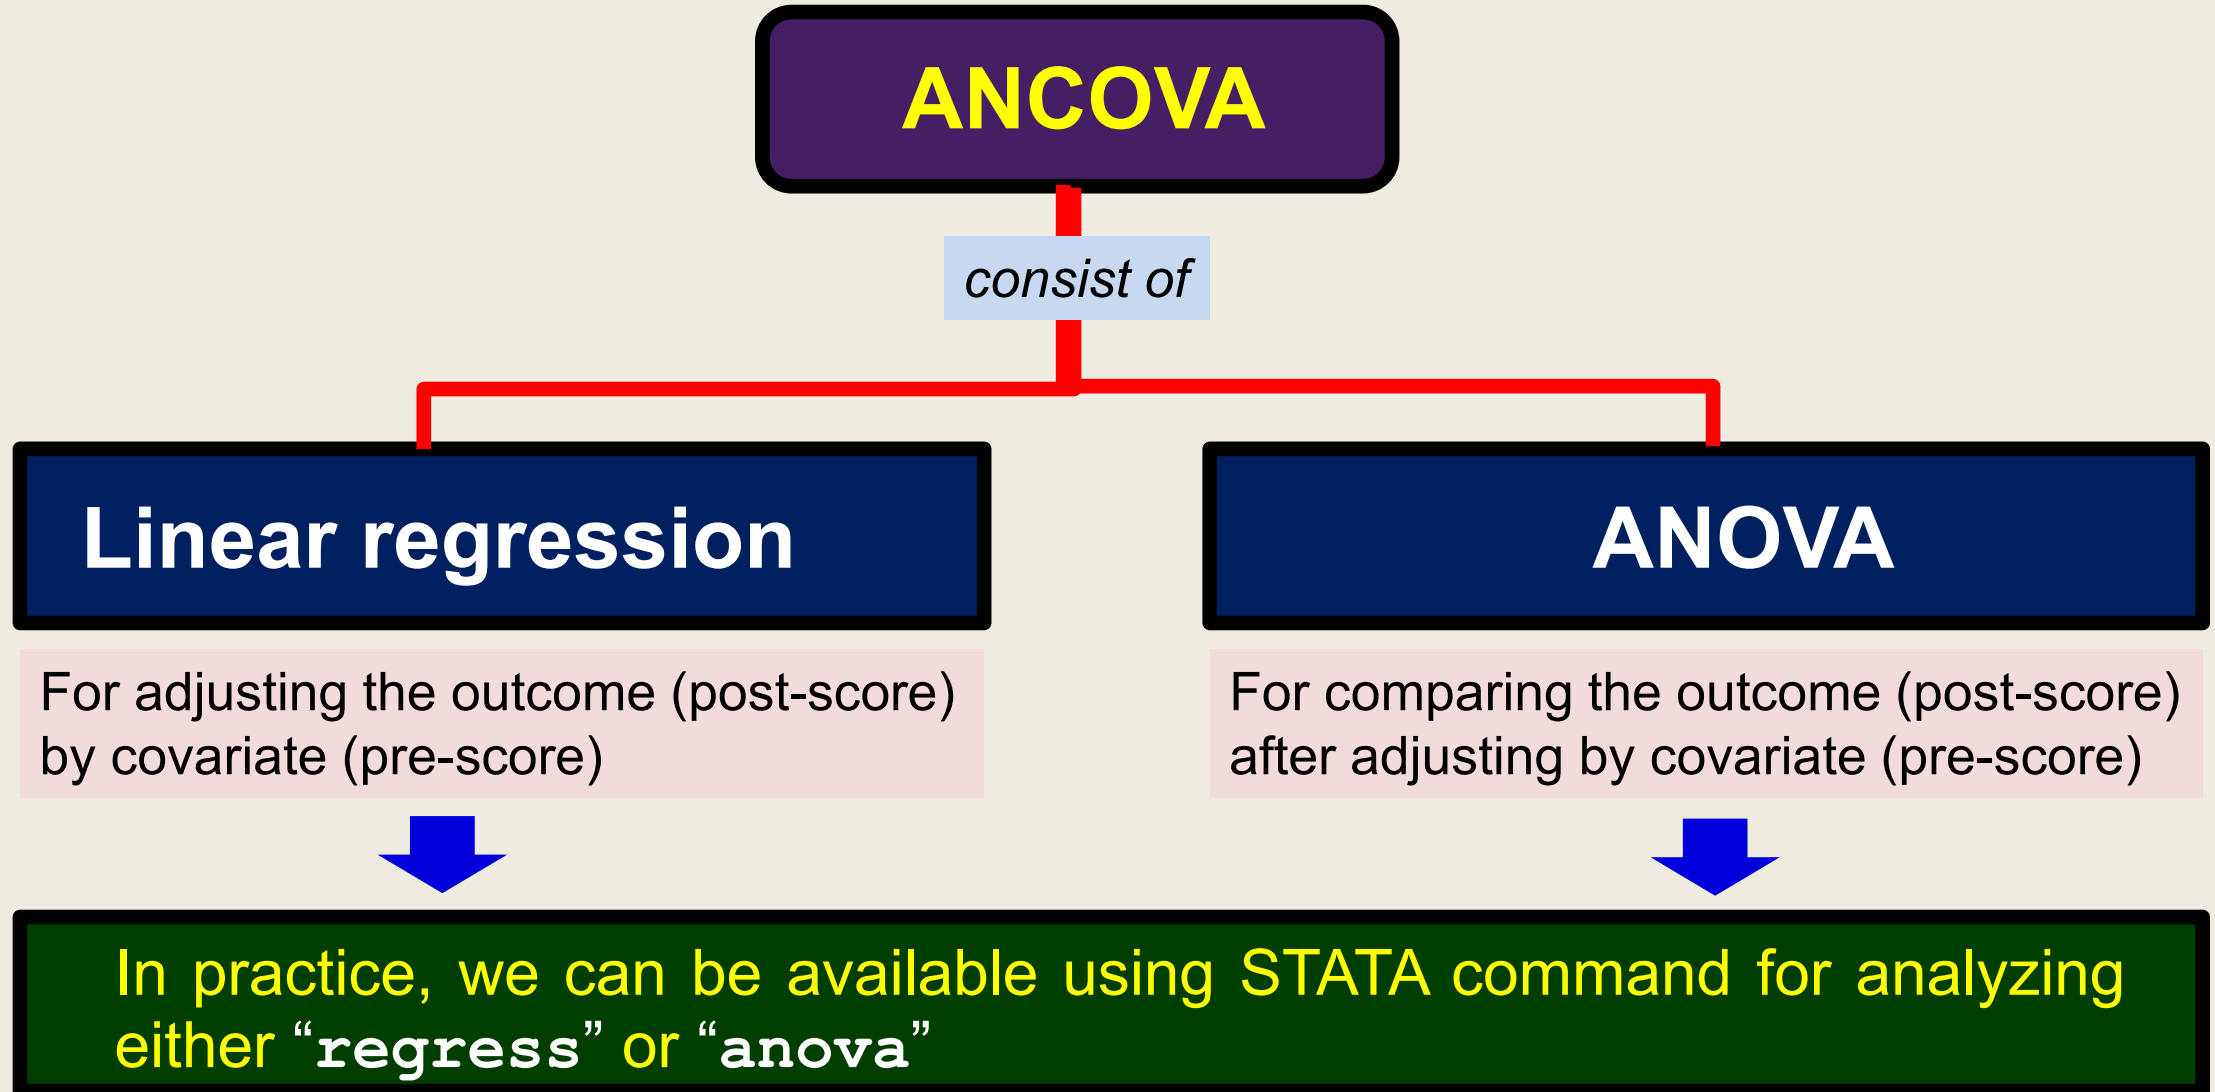 ANCOVA
consist of
Linear regression
ANOVA
For adjusting the outcome (post-score)
by covariate (pre-score)
For comparing the outcome (post-score)
after adjusting by covariate (pre-score)
In practice, we can be available using STATA command for analyzing
either “regress” or “anova”